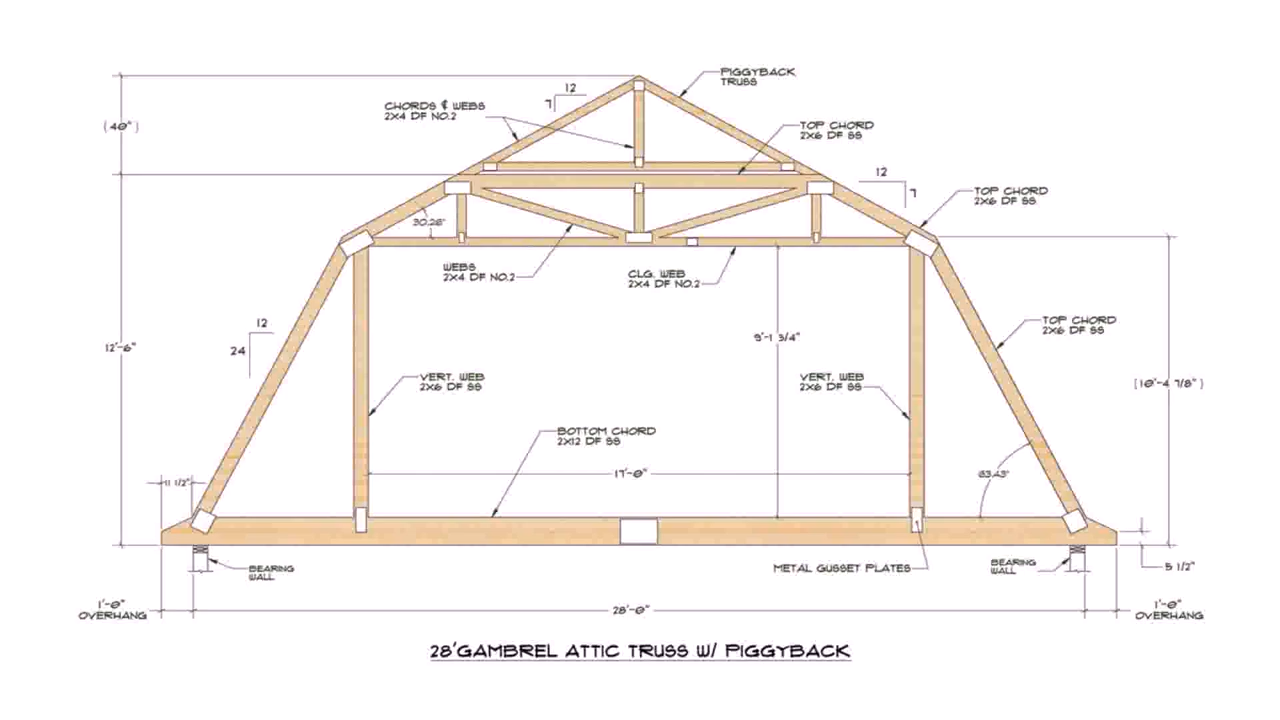 PIGGYBACK
TRUSS
12
7
CHORDS & WEBS
2X4 DF NO.2
(40")
TOP CHORD
2X6 DF SS
12
7
TOP CHORD
2X6 DF SS
30.26°
WEBS
2X4 DF NO.2
CLG. WEB
2X4 DF NO.2
12
24
12'-6"
9'-1 3/4"
TOP CHORD
2X6 DF SS
VERT. WEB
2X6 DF SS
VERT. WEB
2X6 DF SS
(10'-4 7/8")
BOTTOM CHORD
2X12 DF SS
17'-0"
63.43°
11 1/2"
BEARING
WALL
METAL GUSSET PLATES
BEARING
WALL
5 1/2"
1'-0"
OVERHANG
28'-0"
1'-0"
OVERHANG
28'GAMBREL ATTIC TRUSS W/ PIGGYBACK